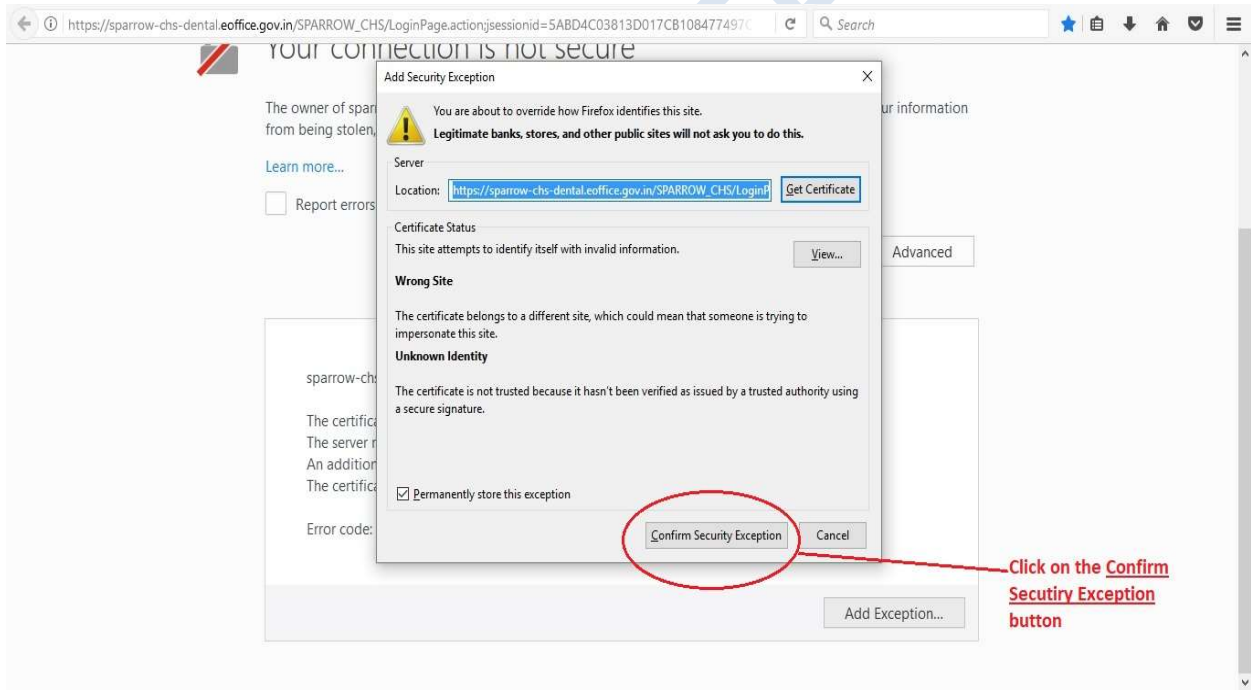 https://sparrow-chs-dental.eoffice.gov.in/SPARROW_CHS/LoginPage.action;jsessionid=5ABD4C03813D017CB108477497C
Search
Your connection is not secure
Add Security Exception
X
The owner of sparr
ur information
from being stolen,
You are about to override how Firefox identifies this site.
Legitimate banks, stores, and other public sites will not ask you to do this.
Learn more...
Server
Location: https://sparrow-chs-dental.eoffice.gov.in/SPARROW_CHS/LoginP Get Certificate
Report errors
Certificate Status
This site attempts to identify itself with invalid information.
View...
Advanced
Wrong Site
The certificate belongs to a different site, which could mean that someone is trying to
impersonate this site.
Unknown Identity
The certificate is not trusted because it hasn't been verified as issued by a trusted authority using
a secure signature.
sparrow-chs
The certifica
The server m
An addition
The certifica
Permanently store this exception
Error code:
Confirm Security Exception Cancel
Click on the Confirm
Secutiry Exception
button
Add Exception...